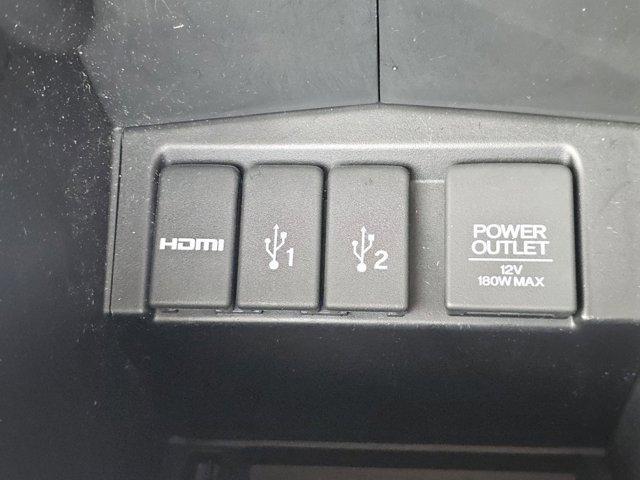 HDMI
1
2
POWER
OUTLET
12V
180W MAX